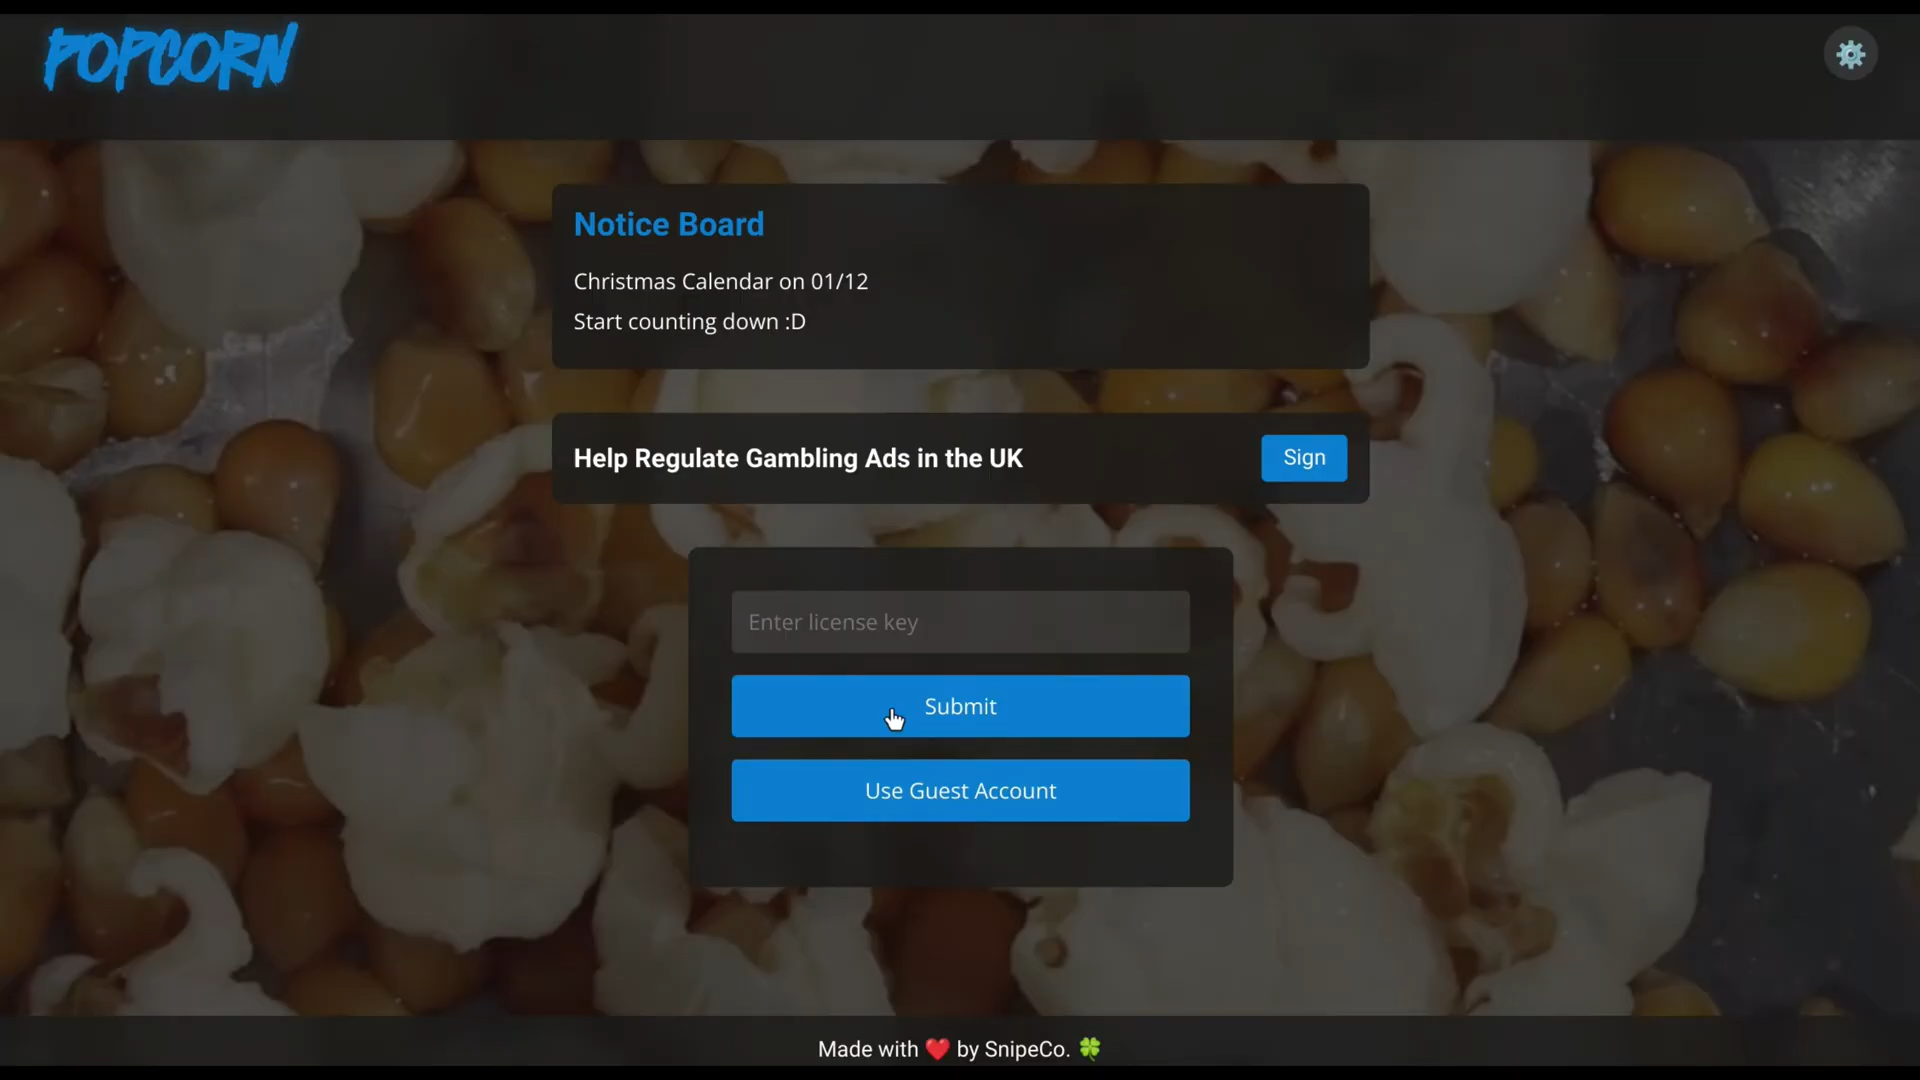 POPCORN
Notice Board
Christmas Calendar on 01/12
Start counting down :D
Help Regulate Gambling Ads in the UK
Sign
Enter license key
Submit
Use Guest Account
Made with ❤️ by SnipeCo. 🍀